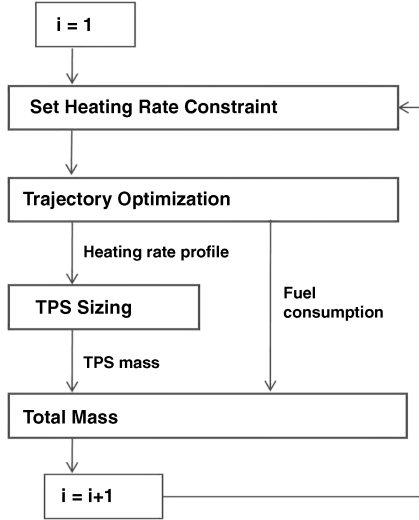 i = 1
Set Heating Rate Constraint
Trajectory Optimization
Heating rate profile
Fuel
consumption
TPS Sizing
TPS mass
Total Mass
i = i+1